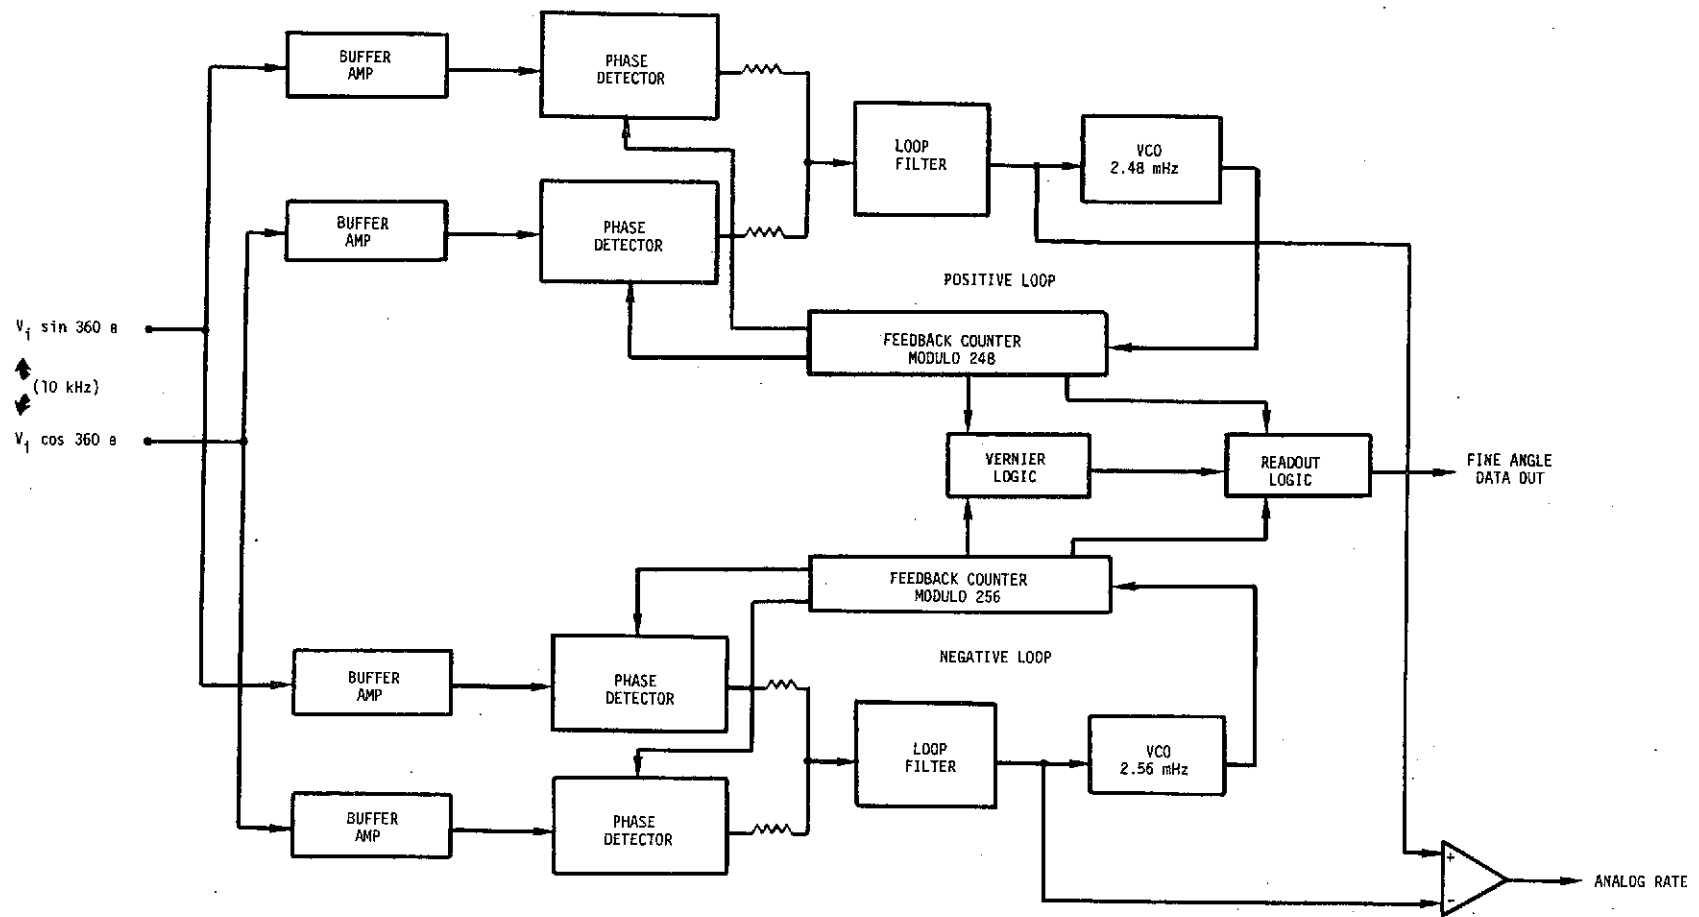 BUFFER
AMP
PHASE
DETECTOR
LOOP
FILTER
VCO
2.48 mHz
BUFFER
AMP
PHASE
DETECTOR
POSITIVE LOOP
V_i sin 360 θ
(10 kHz)
V_i cos 360 θ
FEEDBACK COUNTER
MODULO 248
VERNIER
LOGIC
READOUT
LOGIC
FINE ANGLE
DATA OUT
FEEDBACK COUNTER
MODULO 256
NEGATIVE LOOP
BUFFER
AMP
PHASE
DETECTOR
LOOP
FILTER
VCO
2.56 mHz
BUFFER
AMP
PHASE
DETECTOR
+
-
ANALOG RATE